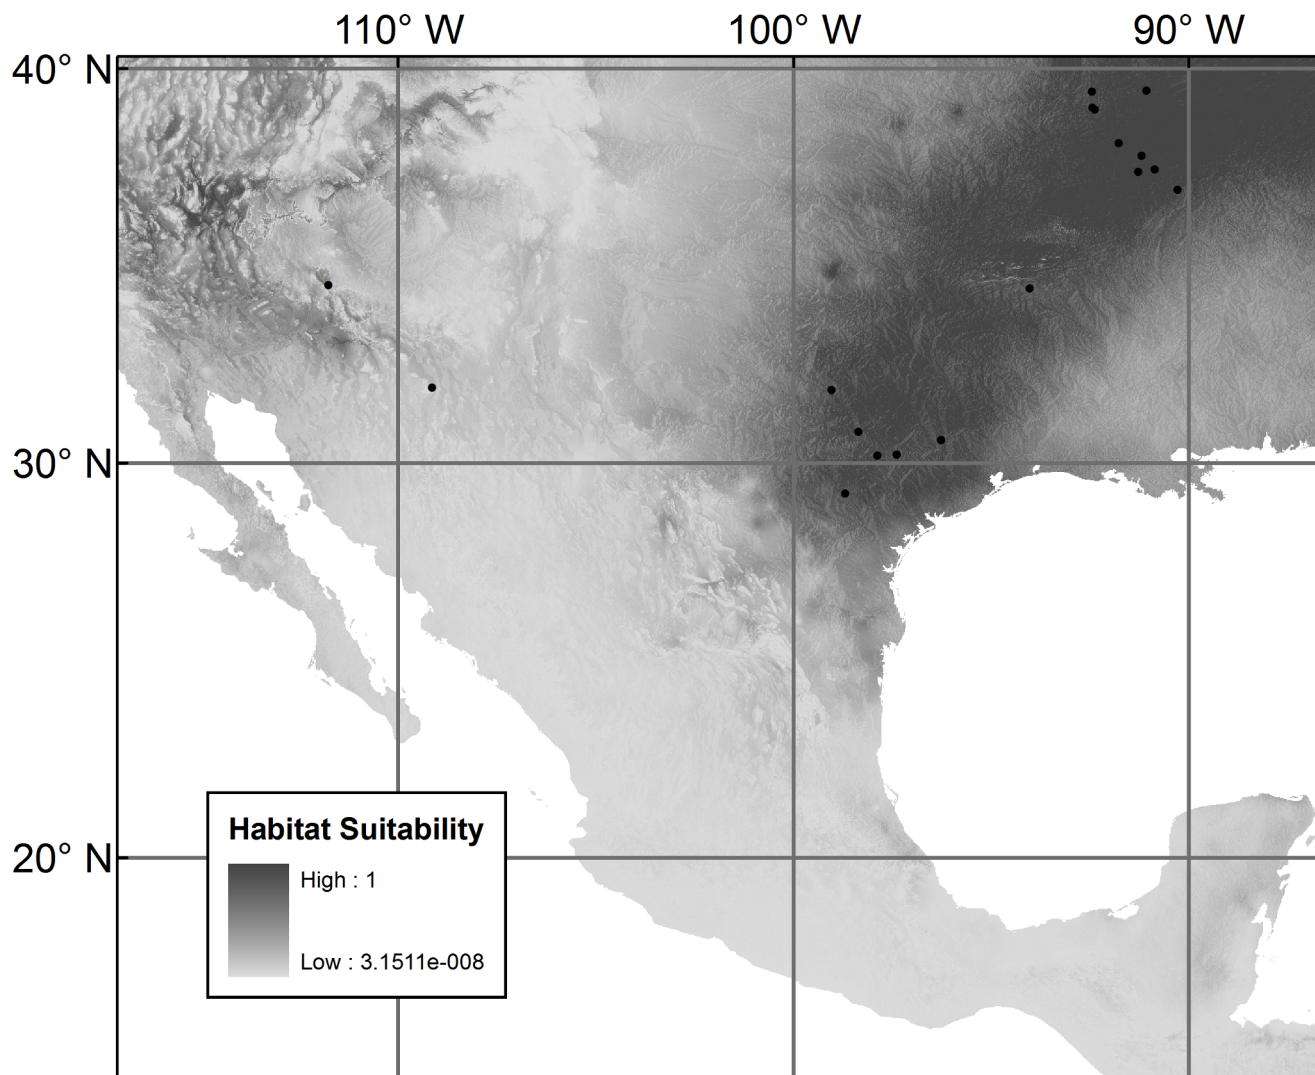 110° W 100° W 90° W
40° N
30° N
20° N
Habitat Suitability
High : 1
Low : 3.1511e-008